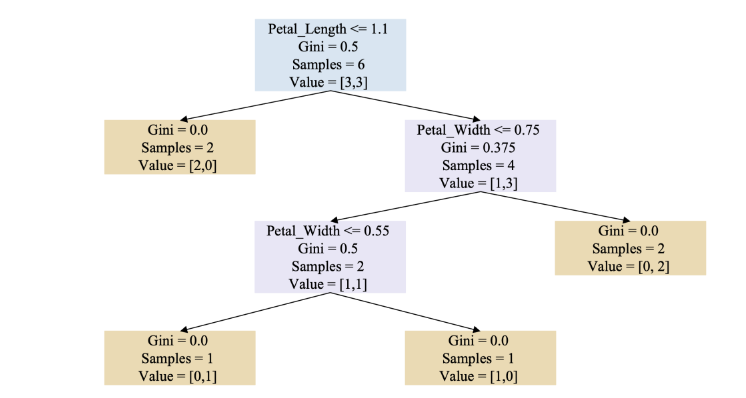 Petal_Length <= 1.1
Gini = 0.5
Samples = 6
Value = [3,3]
Gini = 0.0
Samples = 2
Value = [2,0]
Petal_Width <= 0.75
Gini = 0.375
Samples = 4
Value = [1,3]
Petal_Width <= 0.55
Gini = 0.5
Samples = 2
Value = [1,1]
Gini = 0.0
Samples = 2
Value = [0, 2]
Gini = 0.0
Samples = 1
Value = [0,1]
Gini = 0.0
Samples = 1
Value = [1,0]